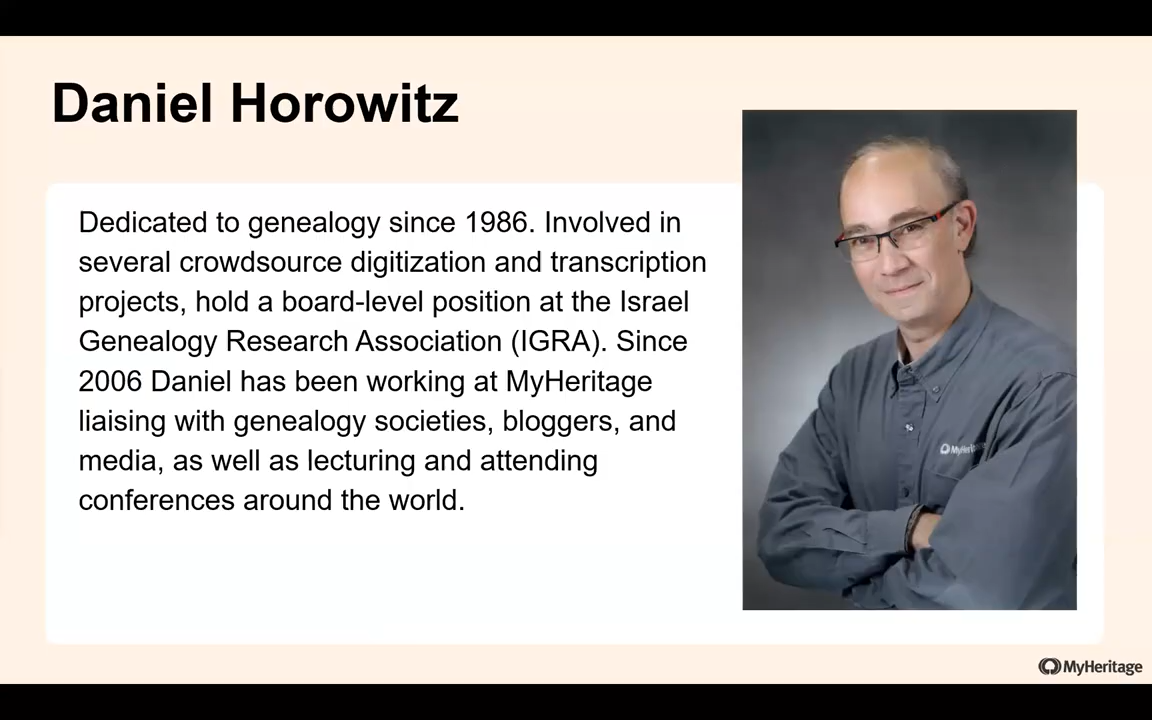 Daniel Horowitz
Dedicated to genealogy since 1986. Involved in
several crowdsource digitization and transcription
projects, hold a board-level position at the Israel
Genealogy Research Association (IGRA). Since
2006 Daniel has been working at MyHeritage
liaising with genealogy societies, bloggers, and
media, as well as lecturing and attending
conferences around the world.
MyHeritage